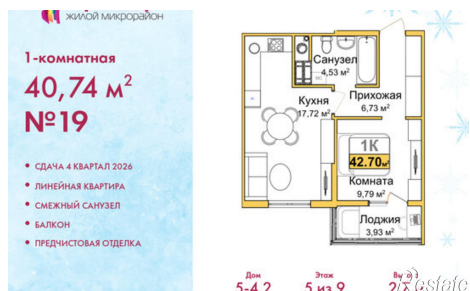 жилой микрорайон
1-комнатная
40,74 м²
№19
СДАЧА 4 КВАРТАЛ 2026
ЛИНЕЙНАЯ КВАРТИРА
СМЕЖНЫЙ САНУЗЕЛ
БАЛКОН
ПРЕДЧИСТОВАЯ ОТДЕЛКА
Санузел
4,53 м²
Кухня
17,72 м²
Прихожая
6,73 м²
1К
42.70м²
Комната
9,79 м²
Лоджия
3,93 м²
Дом
Этаж
5-4.2
5 из 9
estate